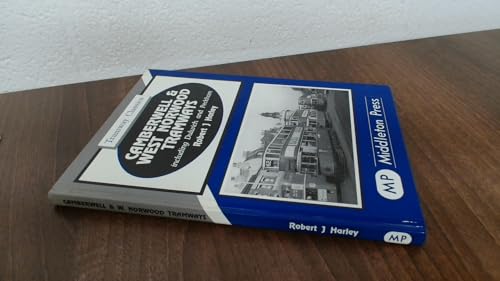 Tramway Classics
CAMBERWELL &
WEST NORWOOD
TRAMWAYS
including Dulwich and Peckham
Robert J Harley
MP Middleton Press
CAMBERWELL & W. NORWOOD TRAMWAYS
Robert J Harley
MP